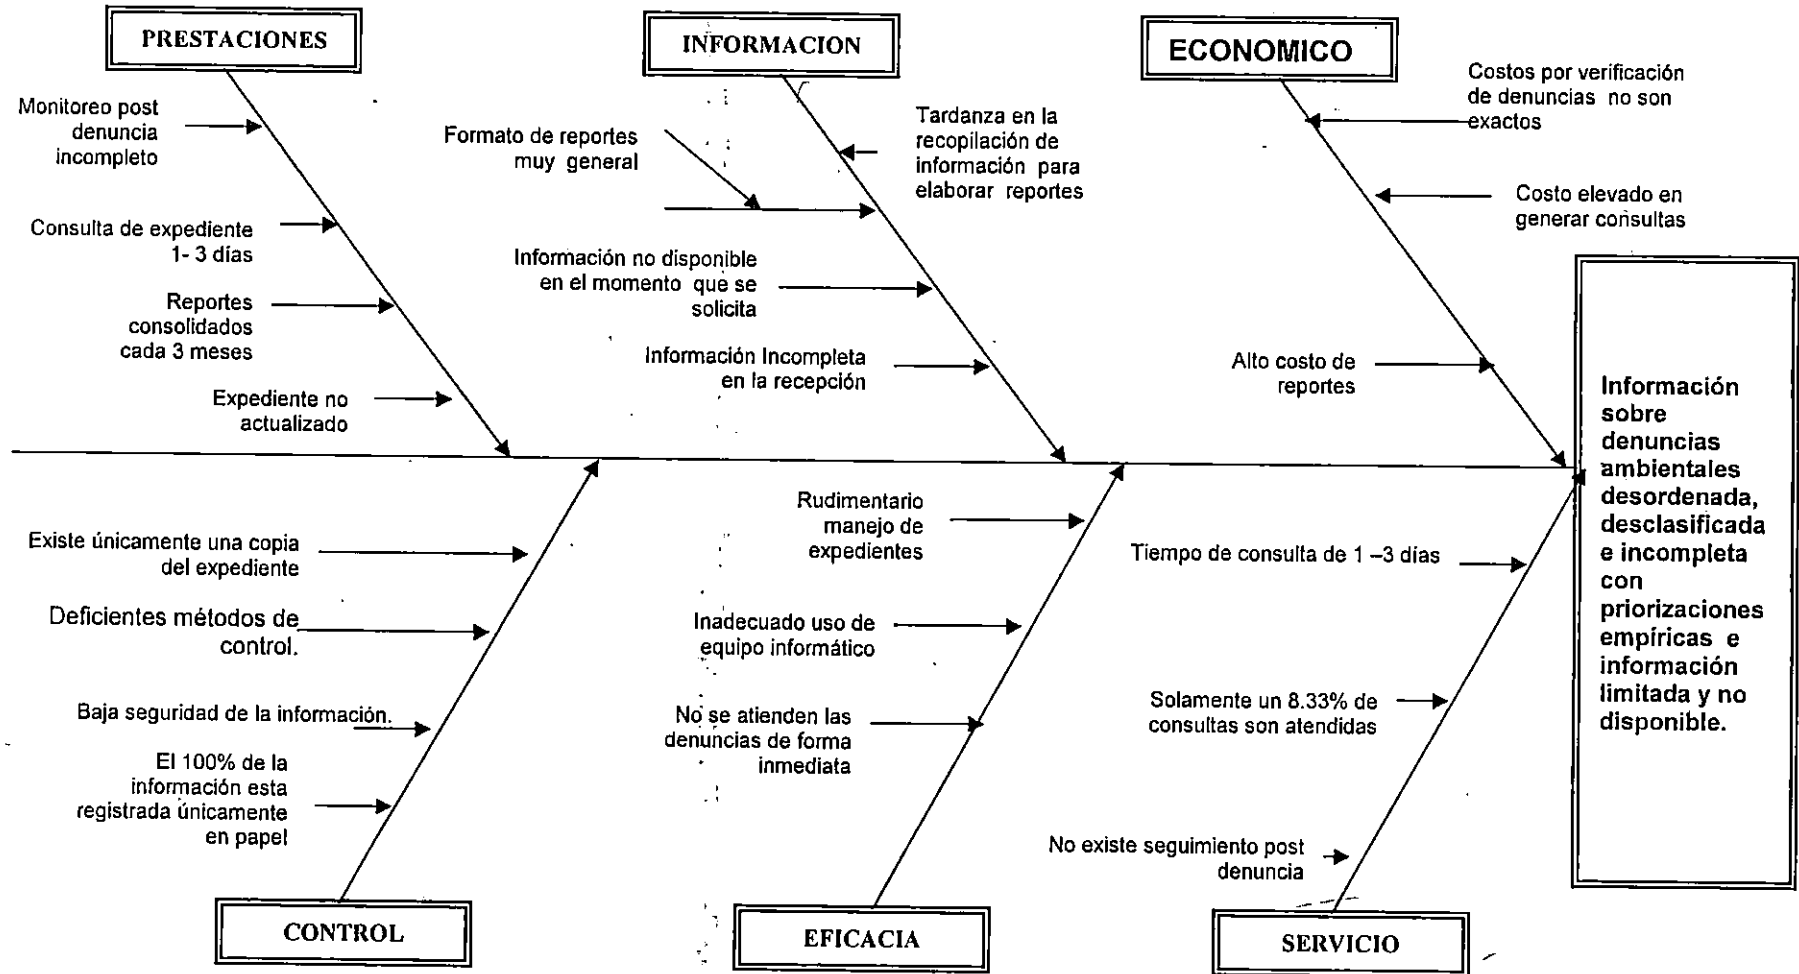 PRESTACIONES
Monitoreo post
denuncia
incompleto
Consulta de expediente
1- 3 días
Reportes
consolidados
cada 3 meses
Expediente no
actualizado
INFORMACION
Formato de reportes
muy general
Tardanza en la
recopilación de
información para
elaborar reportes
Información no disponible
en el momento que se
solicita
Información Incompleta
en la recepción
ECONOMICO
Costos por verificación
de denuncias no son
exactos
Costo elevado en
generar consultas
Alto costo de
reportes
Información
sobre
denuncias
ambientales
desordenada,
desclasificada
e incompleta
con
priorizaciones
empíricas e
información
limitada y no
disponible.
Existe únicamente una copia
del expediente
Deficientes métodos de
control.
Baja seguridad de la información.
El 100% de la
información esta
registrada únicamente
en papel
CONTROL
Rudimentario
manejo de
expedientes
Inadecuado uso de
equipo informático
No se atienden las
denuncias de forma
inmediata
EFICACIA
Tiempo de consulta de 1 –3 días
Solamente un 8.33% de
consultas son atendidas
No existe seguimiento post
denuncia
SERVICIO